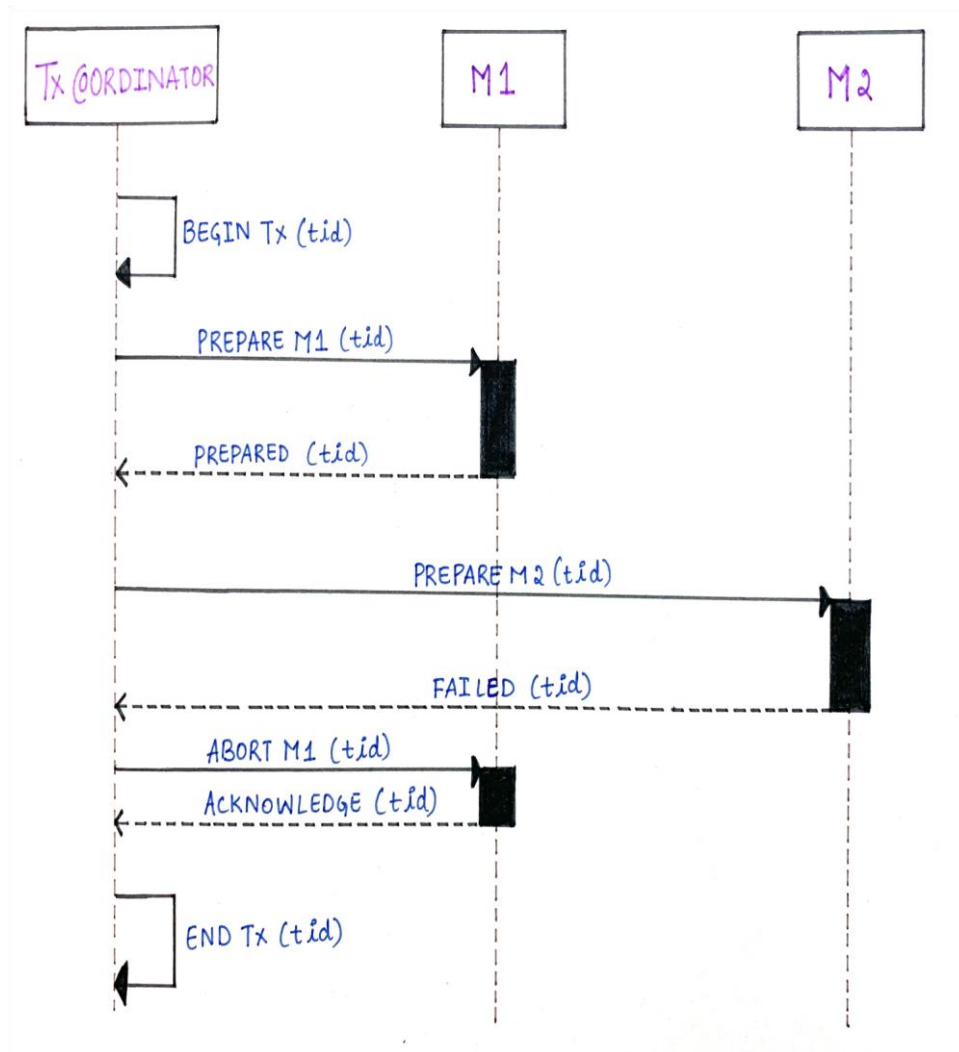 Tx COORDINATOR
M1
M2
BEGIN Tx (tid)
PREPARE M1 (tid)
PREPARED (tid)
PREPARE M2 (tid)
FAILED (tid)
ABORT M1 (tid)
ACKNOWLEDGE (tid)
END Tx (tid)